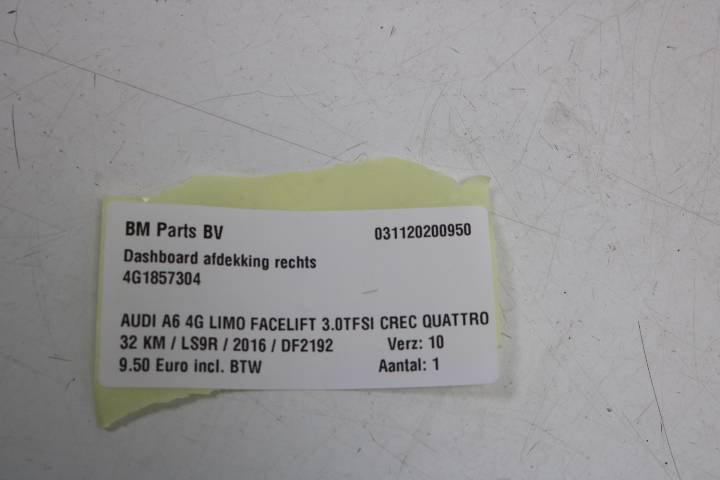 BM Parts BV 031120200950
Dashboard afdekking rechts
4G1857304
AUDI A6 4G LIMO FACELIFT 3.0TFSI CREC QUATTRO
32 KM / LS9R / 2016 / DF2192 Verz: 10
9.50 Euro incl. BTW Aantal: 1